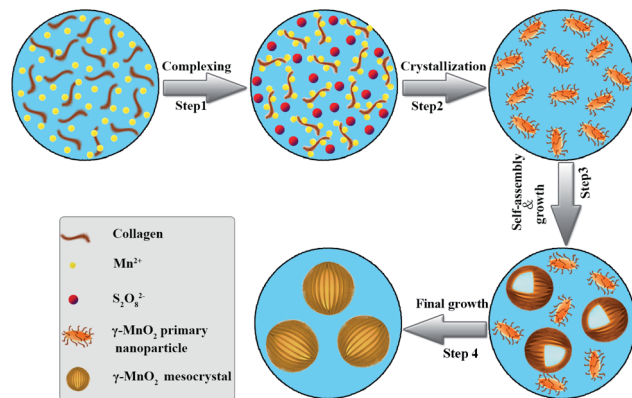 Complexing
Step1
Crystallization
Step2
Self-assembly
&
growth
Step3
Final growth
Step 4
Collagen
Mn²⁺
S₂O₈²⁻
γ-MnO₂ primary
nanoparticle
γ-MnO₂ mesocrystal